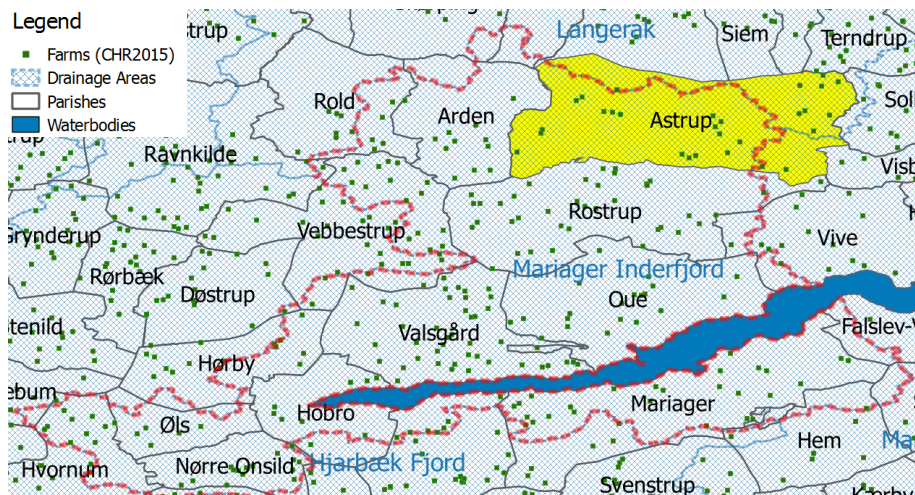 Legend
Farms (CHR2015)
Drainage Areas
Parishes
Waterbodies
Langerak
Siem
Terndrup
Rold
Arden
Astrup
Ravnkilde
Grynderup
Vebbestrup
Rostrup
Vive
Rørbæk
Døstrup
Mariager Inderfjord
Oue
Valsgård
Falslev-V
Hørby
Hobro
Mariager
Øls
Hem
Hvornum
Nørre Onsild
Hjarbæk Fjord
Svenstrup